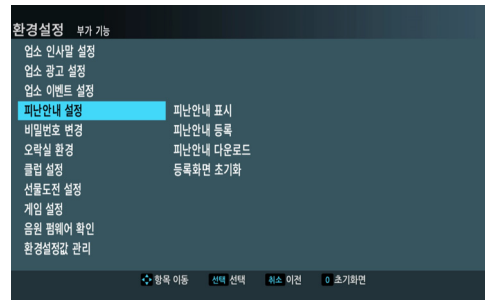 환경설정 부가 기능
업소 인사말 설정
업소 광고 설정
업소 이벤트 설정
피난안내 설정 피난안내 표시
비밀번호 변경 피난안내 등록
오락실 환경 피난안내 다운로드
클럽 설정 등록화면 초기화
선물도전 설정
게임 설정
음원 펌웨어 확인
환경설정값 관리
항목 이동 선택 선택 취소 이전 0 초기화면